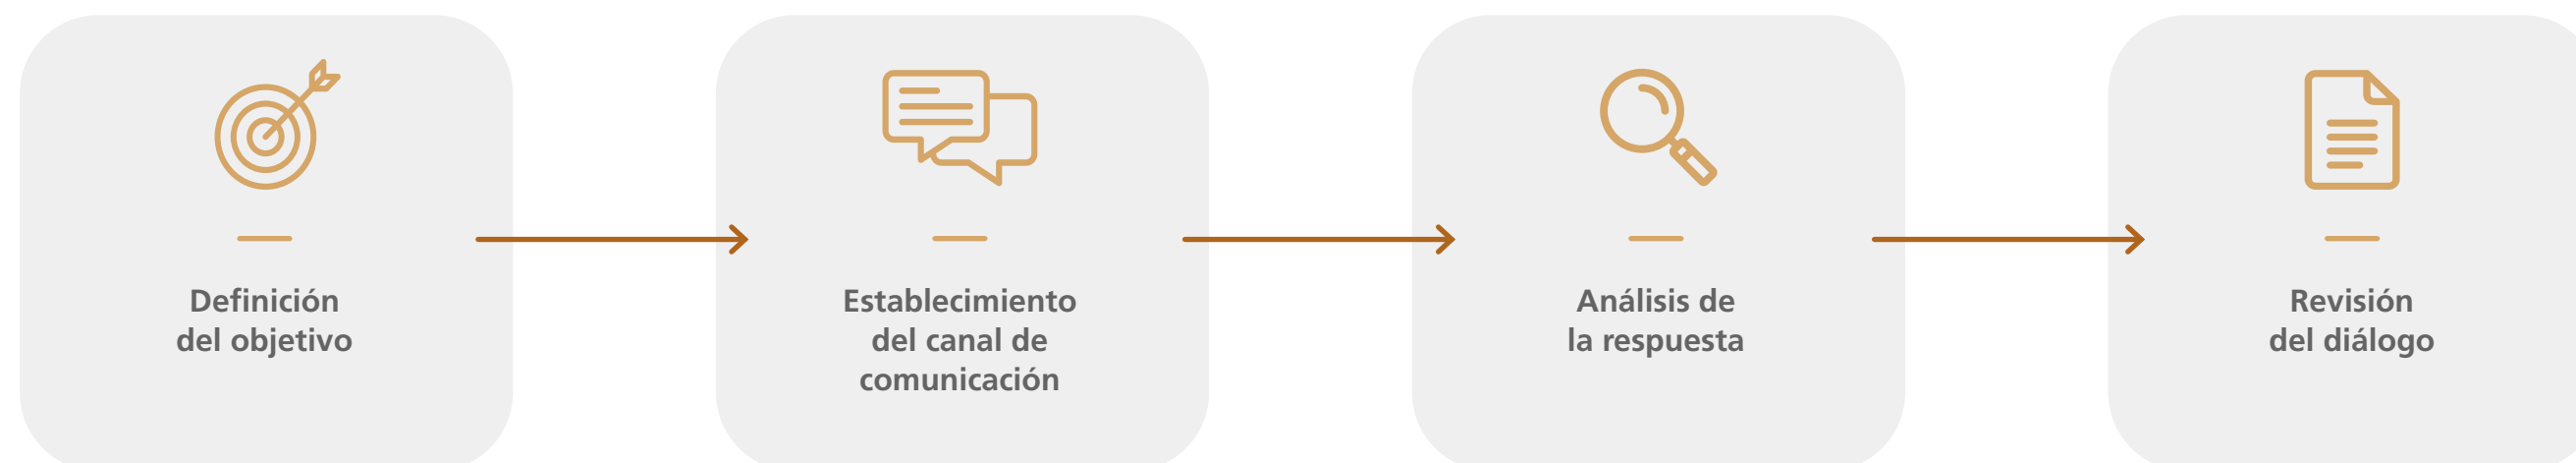 Definición
del objetivo
Establecimiento
del canal de
comunicación
Análisis de
la respuesta
Revisión
del diálogo